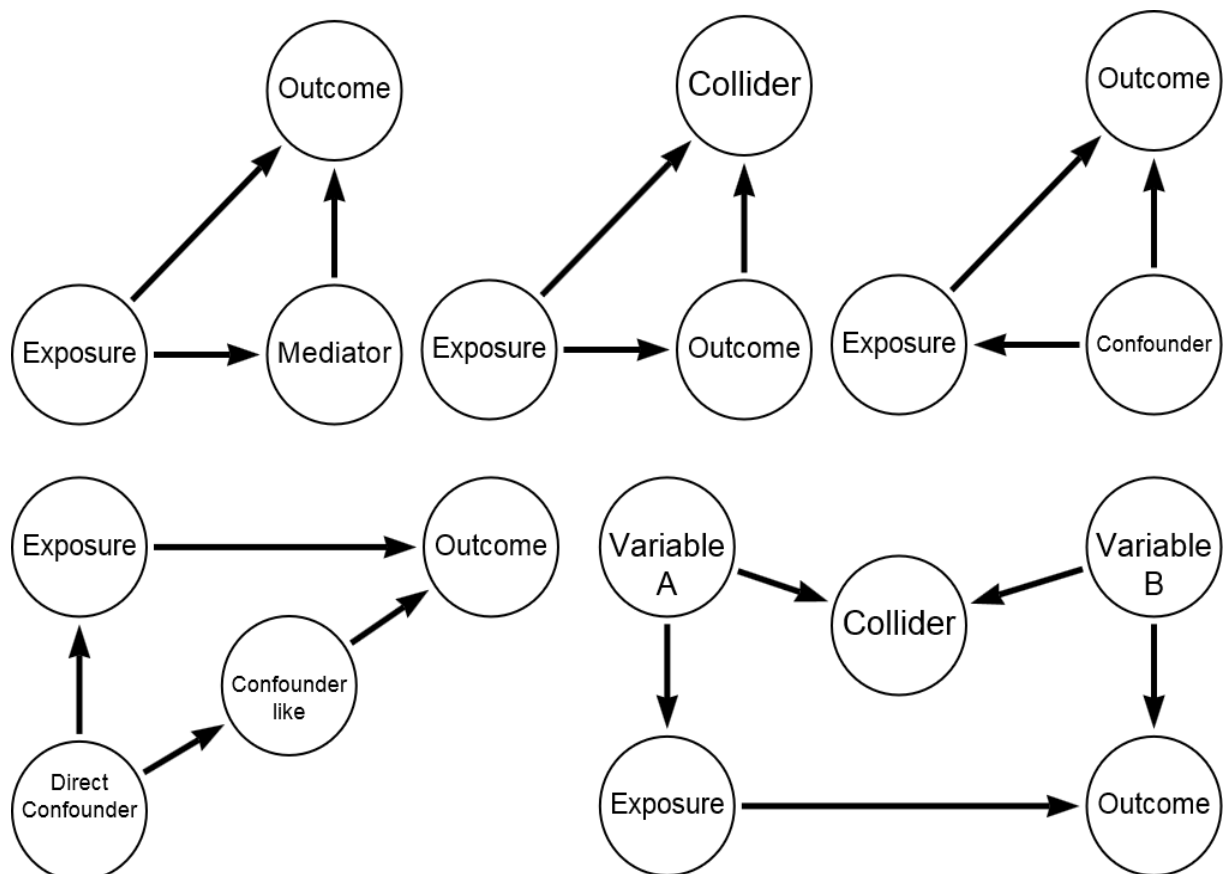 Outcome
Exposure
Mediator
Collider
Exposure
Outcome
Outcome
Exposure
Confounder
Exposure
Outcome
Confounder
like
Direct
Confounder
Variable
A
Variable
B
Collider
Exposure
Outcome